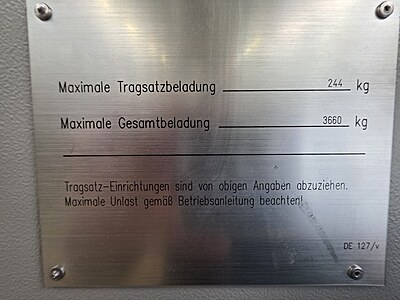 Maximale Tragsatzbeladung 244 kg
Maximale Gesamtbeladung 3660 kg
Tragsatz-Einrichtungen sind von obigen Angaben abzuziehen.
Maximale Unlast gemäß Betriebsanleitung beachten!
DE 127/v